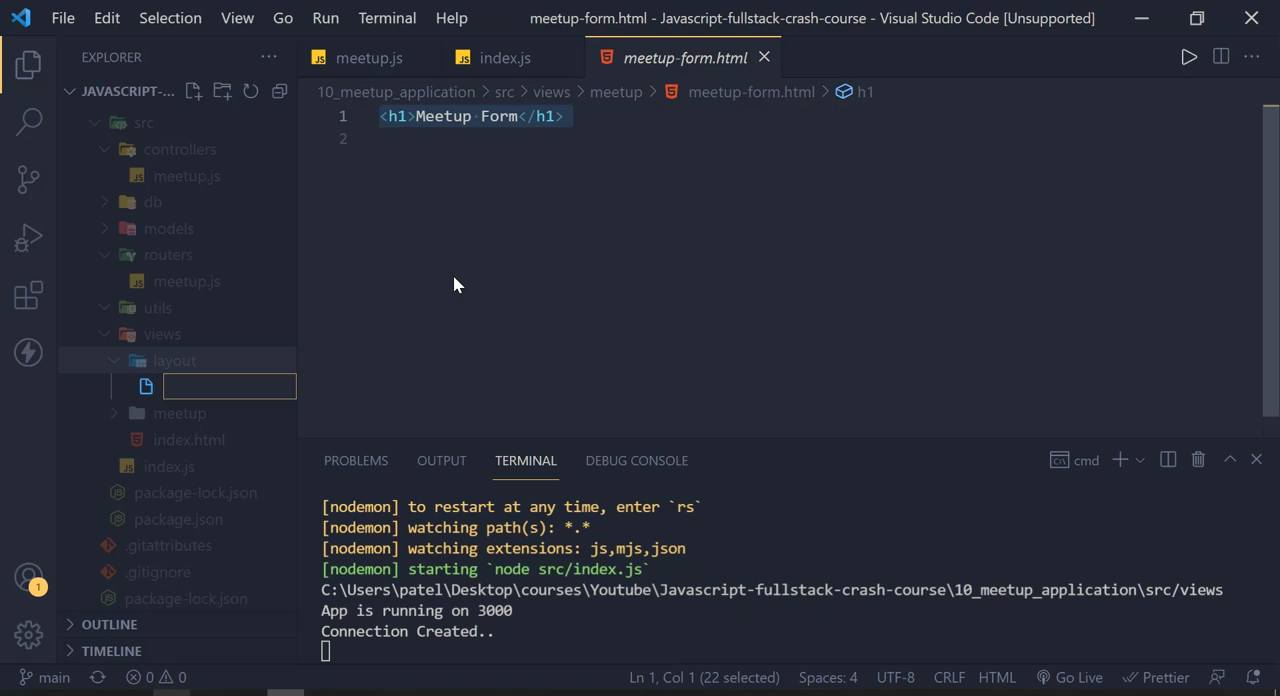 File Edit Selection View Go Run Terminal Help
meetup-form.html - Javascript-fullstack-crash-course - Visual Studio Code [Unsupported]
EXPLORER
JAVASCRIPT-...
src
controllers
JS meetup.js
db
models
routers
JS meetup.js
utils
views
layout
meetup
index.html
JS index.js
package-lock.json
package.json
.gitattributes
.gitignore
package-lock.json
OUTLINE
TIMELINE
JS meetup.js
JS index.js
meetup-form.html
10_meetup_application > src > views > meetup > meetup-form.html > h1
1 <h1>Meetup Form</h1>
2
PROBLEMS OUTPUT TERMINAL DEBUG CONSOLE
cmd
[nodemon] to restart at any time, enter `rs`
[nodemon] watching path(s): *.*
[nodemon] watching extensions: js,mjs,json
[nodemon] starting `node src/index.js`
C:\Users\patel\Desktop\courses\Youtube\Javascript-fullstack-crash-course\10_meetup_application\src/views
App is running on 3000
Connection Created..
1
main 0 0 Ln 1, Col 1 (22 selected) Spaces: 4 UTF-8 CRLF HTML Go Live Prettier